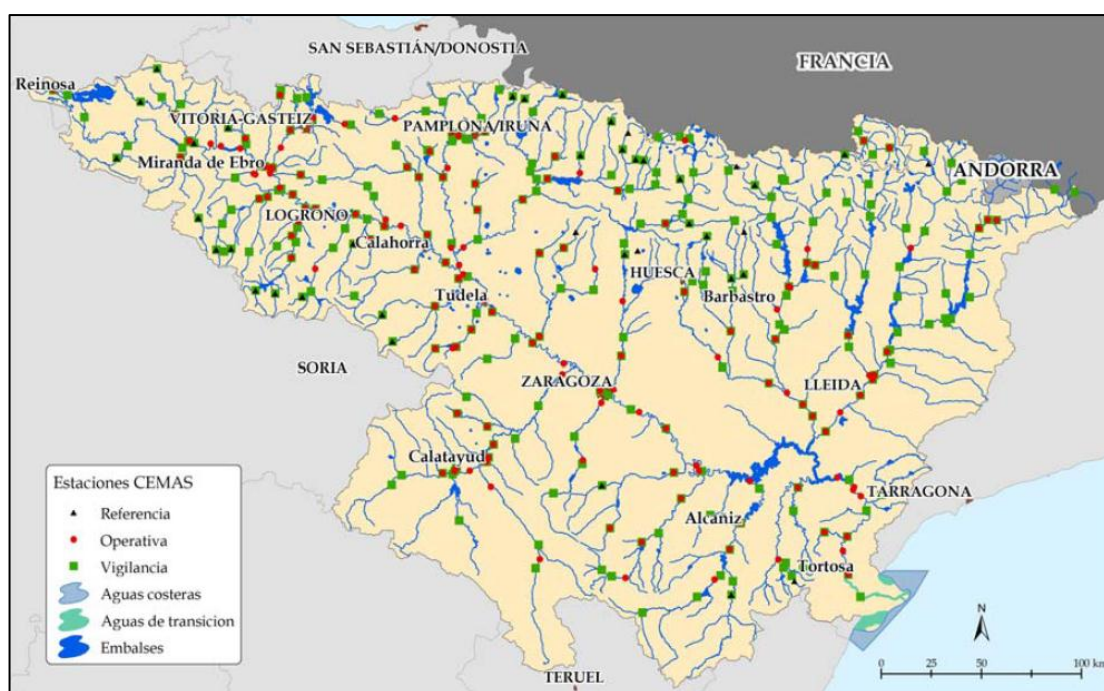 SAN SEBASTIÁN/DONOSTIA
FRANCIA
Reinosa
VITORIA-GASTEIZ
PAMPLONA/IRUÑA
ANDORRA
Miranda de Ebro
LOGROÑO
Calahorra
HUESCA
Tudela
Barbastro
SORIA
ZARAGOZA
LLEIDA
Calatayud
TARRAGONA
Alcañiz
Tortosa
TERUEL
Estaciones CEMAS
Referencia
Operativa
Vigilancia
Aguas costeras
Aguas de transicion
Embalses
N
0 25 50 100 km